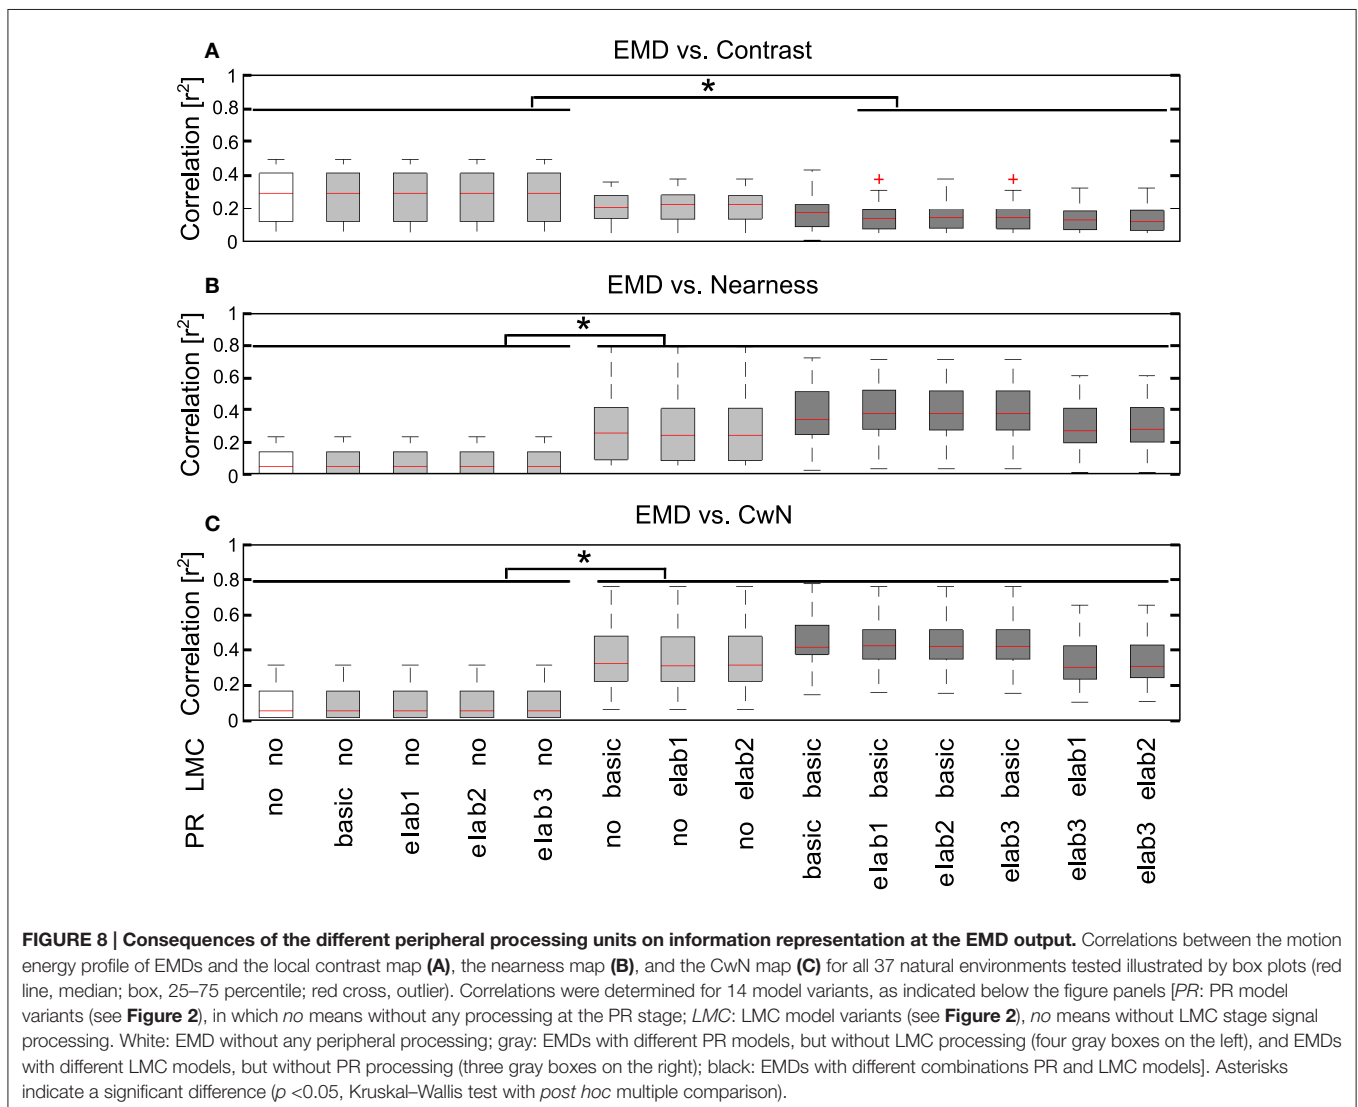 A
EMD vs. Contrast
Correlation [r²]
1
0.8
0.6
0.4
0.2
0
*
+
+
B
EMD vs. Nearness
Correlation [r²]
1
0.8
0.6
0.4
0.2
0
*
C
EMD vs. CwN
Correlation [r²]
1
0.8
0.6
0.4
0.2
0
*
LMC no no no no no basic elab1 elab2 basic basic basic basic elab1 elab2
PR no basic elab1 elab2 elab3 no no no basic elab1 elab2 elab3 elab3 elab3
FIGURE 8 | Consequences of the different peripheral processing units on information representation at the EMD output. Correlations between the motion
energy profile of EMDs and the local contrast map (A), the nearness map (B), and the CwN map (C) for all 37 natural environments tested illustrated by box plots (red
line, median; box, 25–75 percentile; red cross, outlier). Correlations were determined for 14 model variants, as indicated below the figure panels [PR: PR model
variants (see Figure 2), in which no means without any processing at the PR stage; LMC: LMC model variants (see Figure 2), no means without LMC stage signal
processing. White: EMD without any peripheral processing; gray: EMDs with different PR models, but without LMC processing (four gray boxes on the left), and EMDs
with different LMC models, but without PR processing (three gray boxes on the right); black: EMDs with different combinations PR and LMC models]. Asterisks
indicate a significant difference (p <0.05, Kruskal–Wallis test with post hoc multiple comparison).